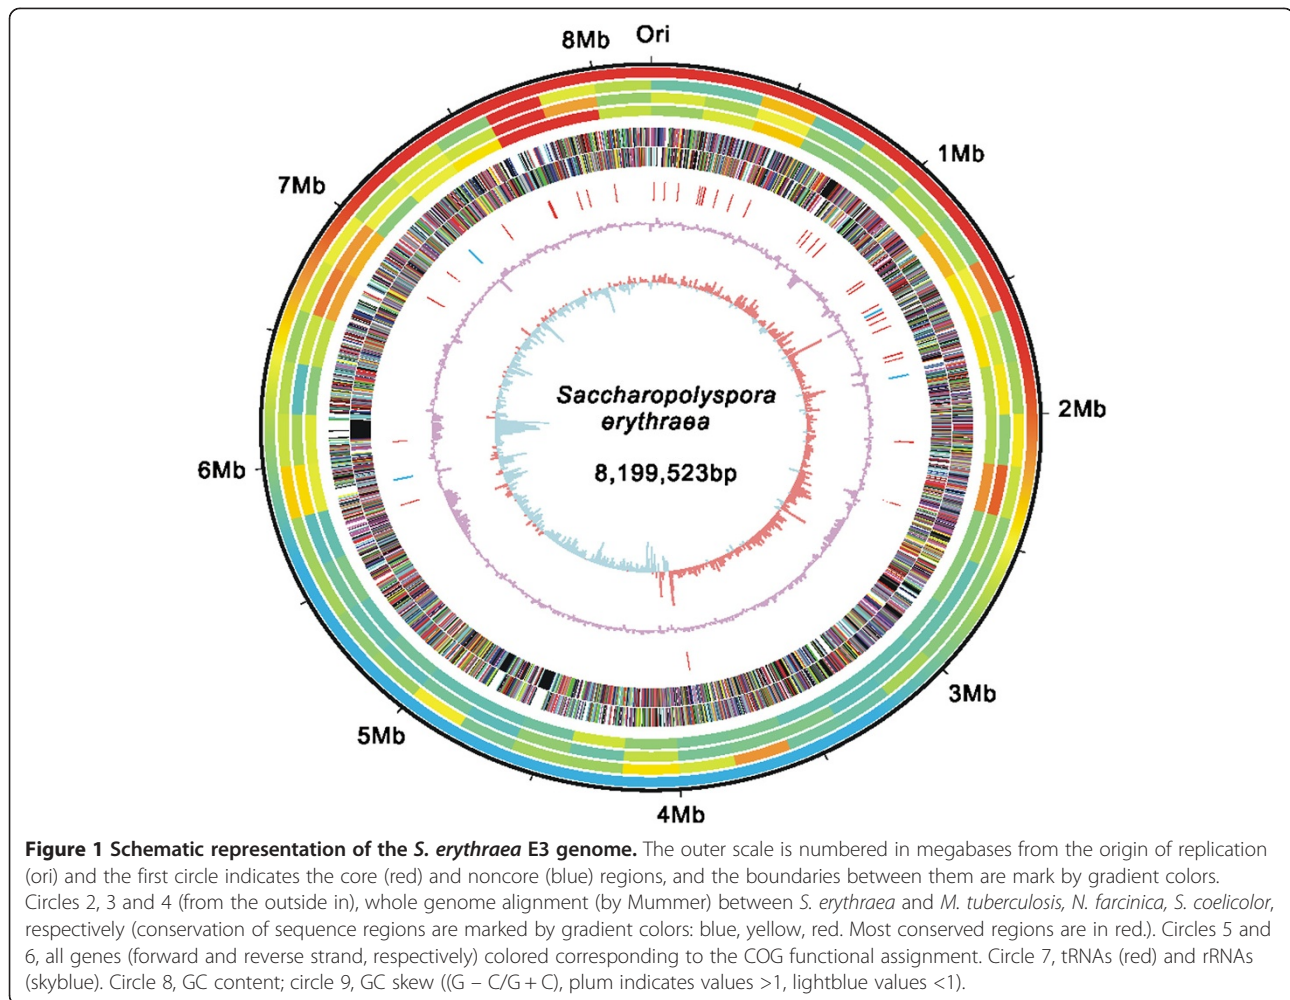 Ori
8Mb
1Mb
7Mb
2Mb
6Mb
3Mb
5Mb
4Mb
Saccharopolyspora
erythraea
8,199,523bp
Figure 1 Schematic representation of the S. erythraea E3 genome. The outer scale is numbered in megabases from the origin of replication
(ori) and the first circle indicates the core (red) and noncore (blue) regions, and the boundaries between them are mark by gradient colors.
Circles 2, 3 and 4 (from the outside in), whole genome alignment (by Mummer) between S. erythraea and M. tuberculosis, N. farcinica, S. coelicolor,
respectively (conservation of sequence regions are marked by gradient colors: blue, yellow, red. Most conserved regions are in red.). Circles 5 and
6, all genes (forward and reverse strand, respectively) colored corresponding to the COG functional assignment. Circle 7, tRNAs (red) and rRNAs
(skyblue). Circle 8, GC content; circle 9, GC skew ((G – C/G + C), plum indicates values >1, lightblue values <1).